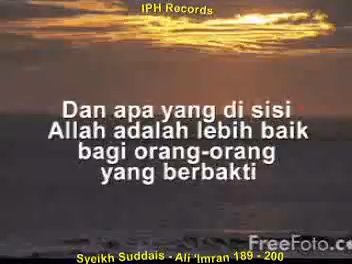 IPH Records
Dan apa yang di sisi
Allah adalah lebih baik
bagi orang-orang
yang berbakti
FreeFoto.c
Syeikh Suddais - Ali 'Imran 189 - 200